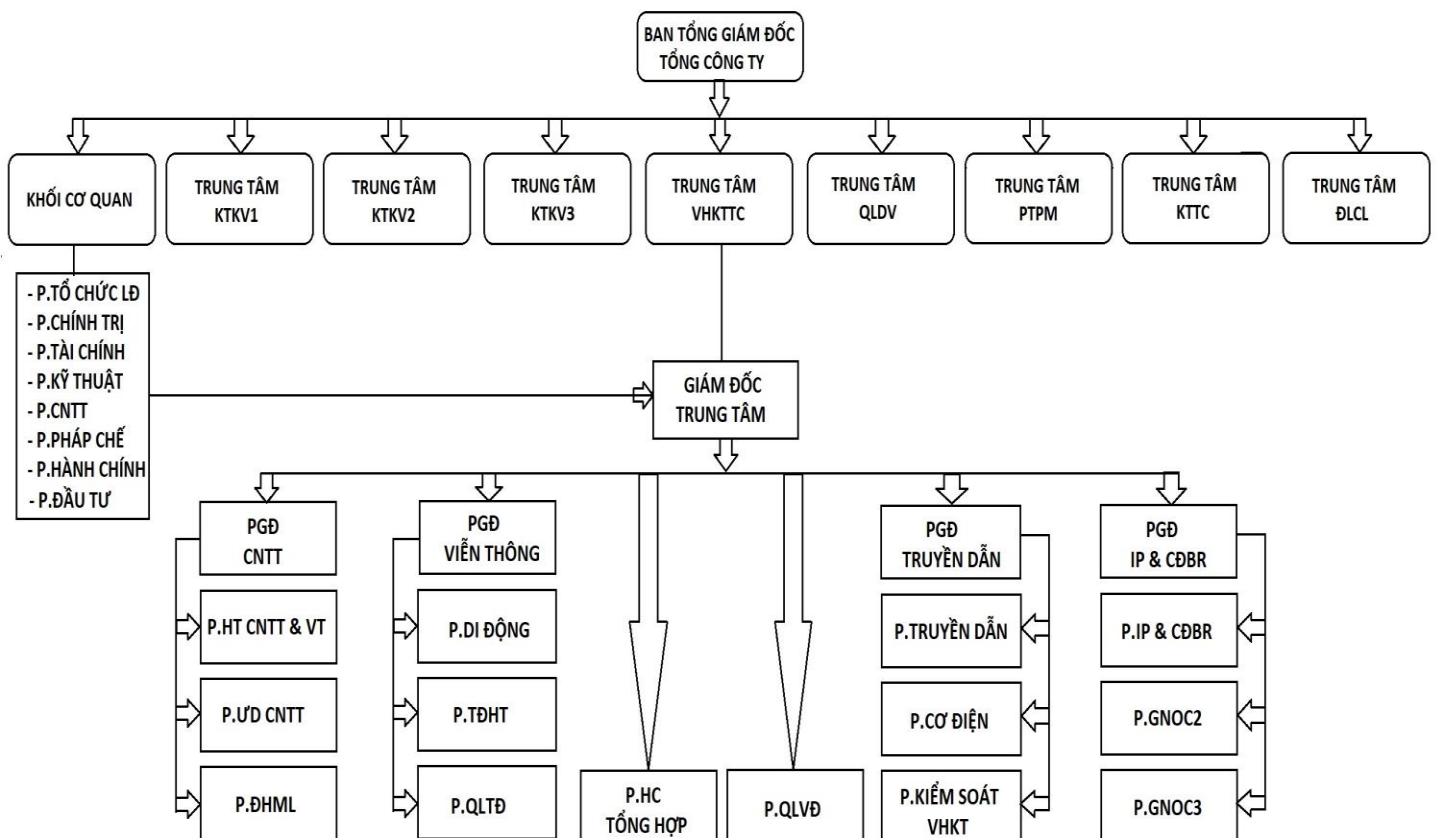 BAN TỔNG GIÁM ĐỐC
TỔNG CÔNG TY
KHỐI CƠ QUAN
TRUNG TÂM
KTKV1
TRUNG TÂM
KTKV2
TRUNG TÂM
KTKV3
TRUNG TÂM
VHKTTC
TRUNG TÂM
QLDV
TRUNG TÂM
PTPM
TRUNG TÂM
KTTC
TRUNG TÂM
ĐLCL
- P.TỔ CHỨC LĐ
- P.CHÍNH TRỊ
- P.TÀI CHÍNH
- P.KỸ THUẬT
- P.CNTT
- P.PHÁP CHẾ
- P.HÀNH CHÍNH
- P.ĐẦU TƯ
GIÁM ĐỐC
TRUNG TÂM
PGĐ
CNTT
PGĐ
VIỄN THÔNG
PGĐ
TRUYỀN DẪN
PGĐ
IP & CĐBR
P.HT CNTT & VT
P.DI ĐỘNG
P.TRUYỀN DẪN
P.IP & CĐBR
P.ƯD CNTT
P.TĐHT
P.CƠ ĐIỆN
P.GNOC2
P.ĐHML
P.QLTĐ
P.HC
TỔNG HỢP
P.QLVĐ
P.KIỂM SOÁT
VHKT
P.GNOC3